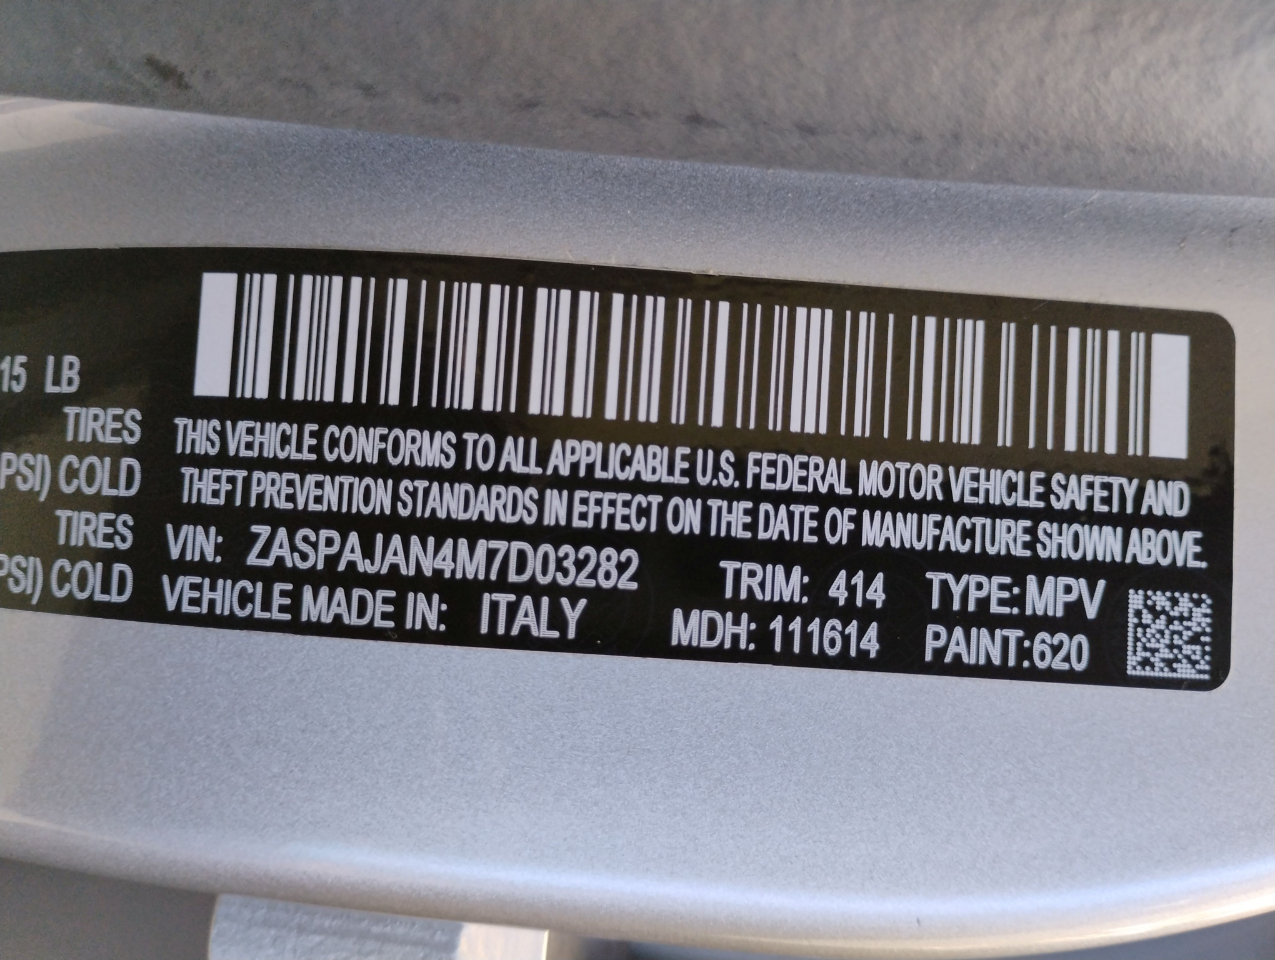 15 LB
TIRES
PSI) COLD
TIRES
PSI) COLD
THIS VEHICLE CONFORMS TO ALL APPLICABLE U.S. FEDERAL MOTOR VEHICLE SAFETY AND
THEFT PREVENTION STANDARDS IN EFFECT ON THE DATE OF MANUFACTURE SHOWN ABOVE.
VIN: ZASPAJAN4M7D03282 TRIM: 414 TYPE: MPV
VEHICLE MADE IN: ITALY MDH: 111614 PAINT:620